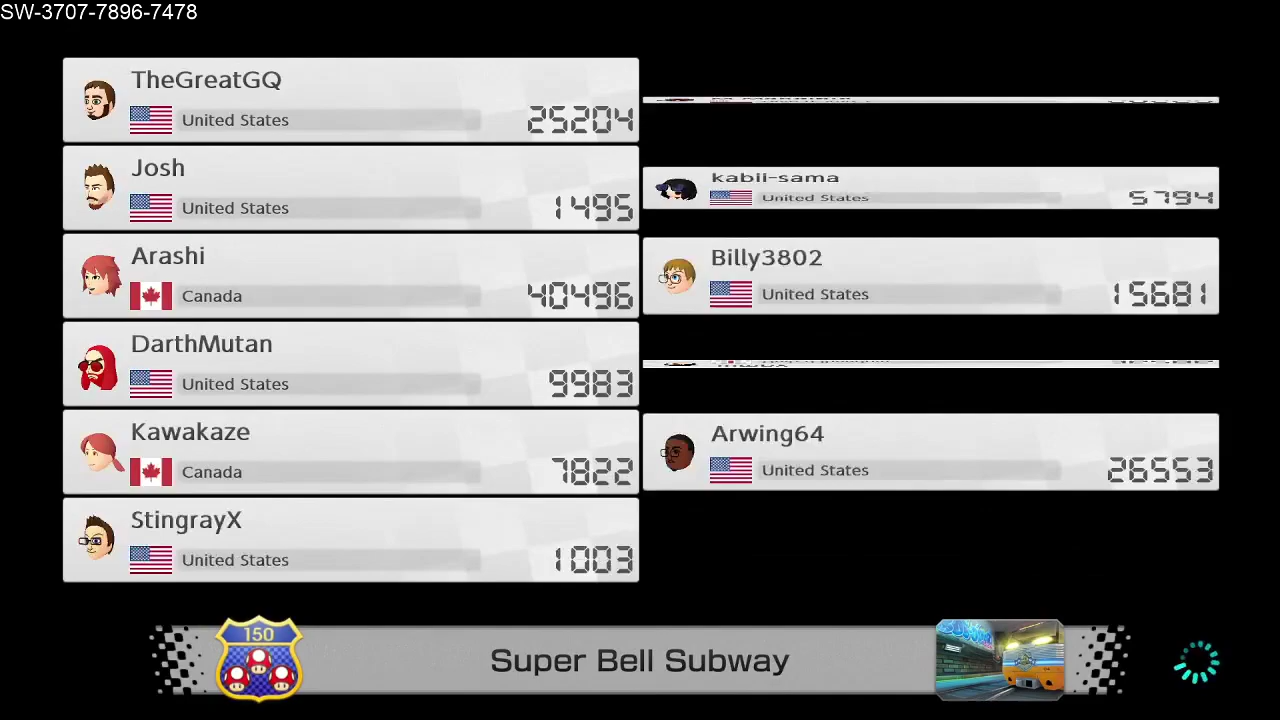 SW-3707-7896-7478
TheGreatGQ
United States
25204
Josh
United States
1495
Arashi
Canada
40496
DarthMutan
United States
9983
Kawakaze
Canada
7822
StingrayX
United States
1003
kabii-sama
United States
5794
Billy3802
United States
15681
Arwing64
United States
26553
150
Super Bell Subway